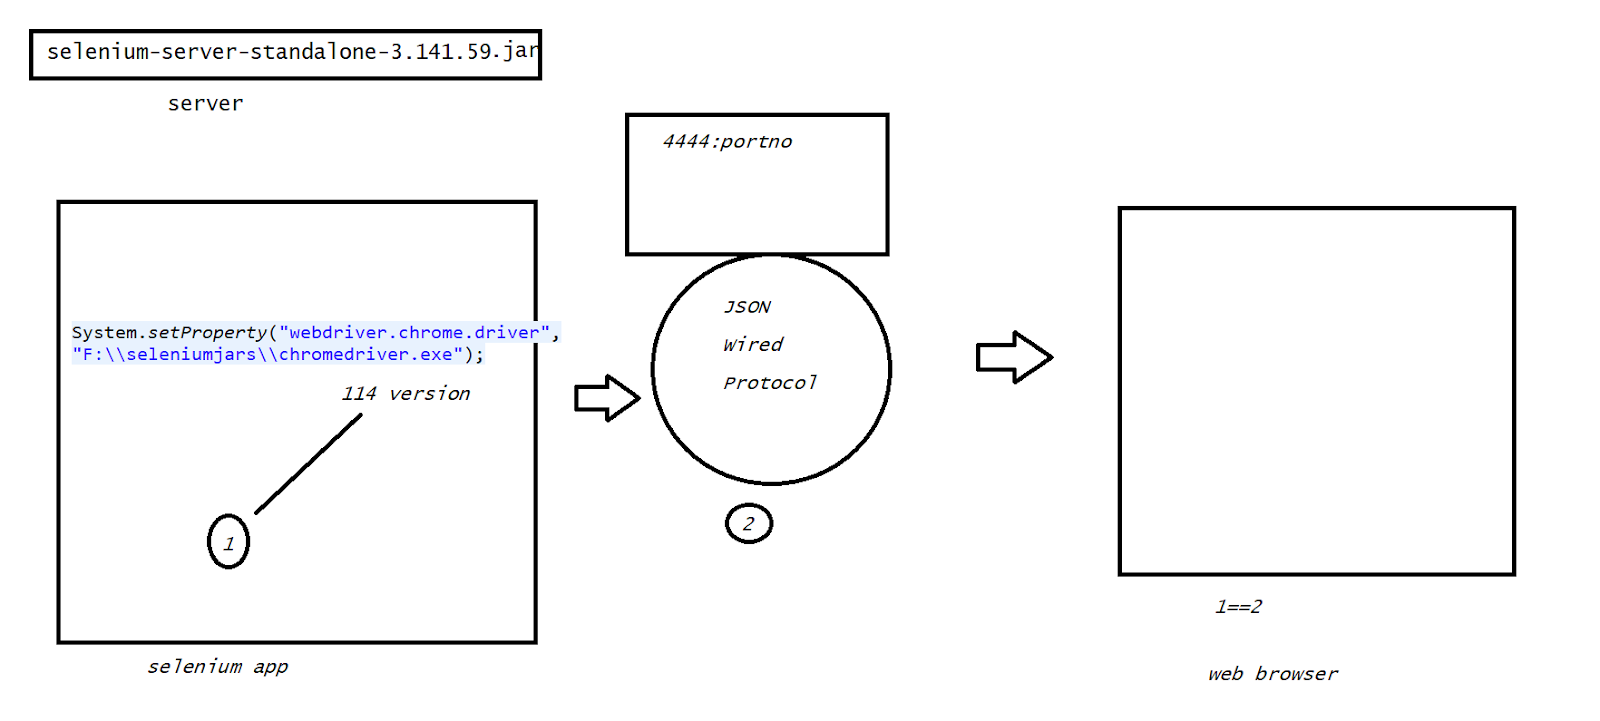 selenium-server-standalone-3.141.59.jar
server
4444:portno
System.setProperty("webdriver.chrome.driver",
"F:\\seleniumjars\\chromedriver.exe");
114 version
1
selenium app
JSON
Wired
Protocol
2
1==2
web browser